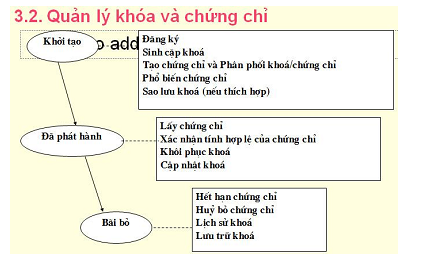 3.2. Quản lý khóa và chứng chỉ
Khởi tạo
o add
Đăng ký
Sinh cặp khoá
Tạo chứng chỉ và Phân phối khoá/chứng chỉ
Phổ biến chứng chỉ
Sao lưu khoá (nếu thích hợp)
Đã phát hành
Lấy chứng chỉ
Xác nhận tính hợp lệ của chứng chỉ
Khôi phục khoá
Cập nhật khoá
Bãi bỏ
Hết hạn chứng chỉ
Huỷ bỏ chứng chỉ
Lịch sử khoá
Lưu trữ khoá